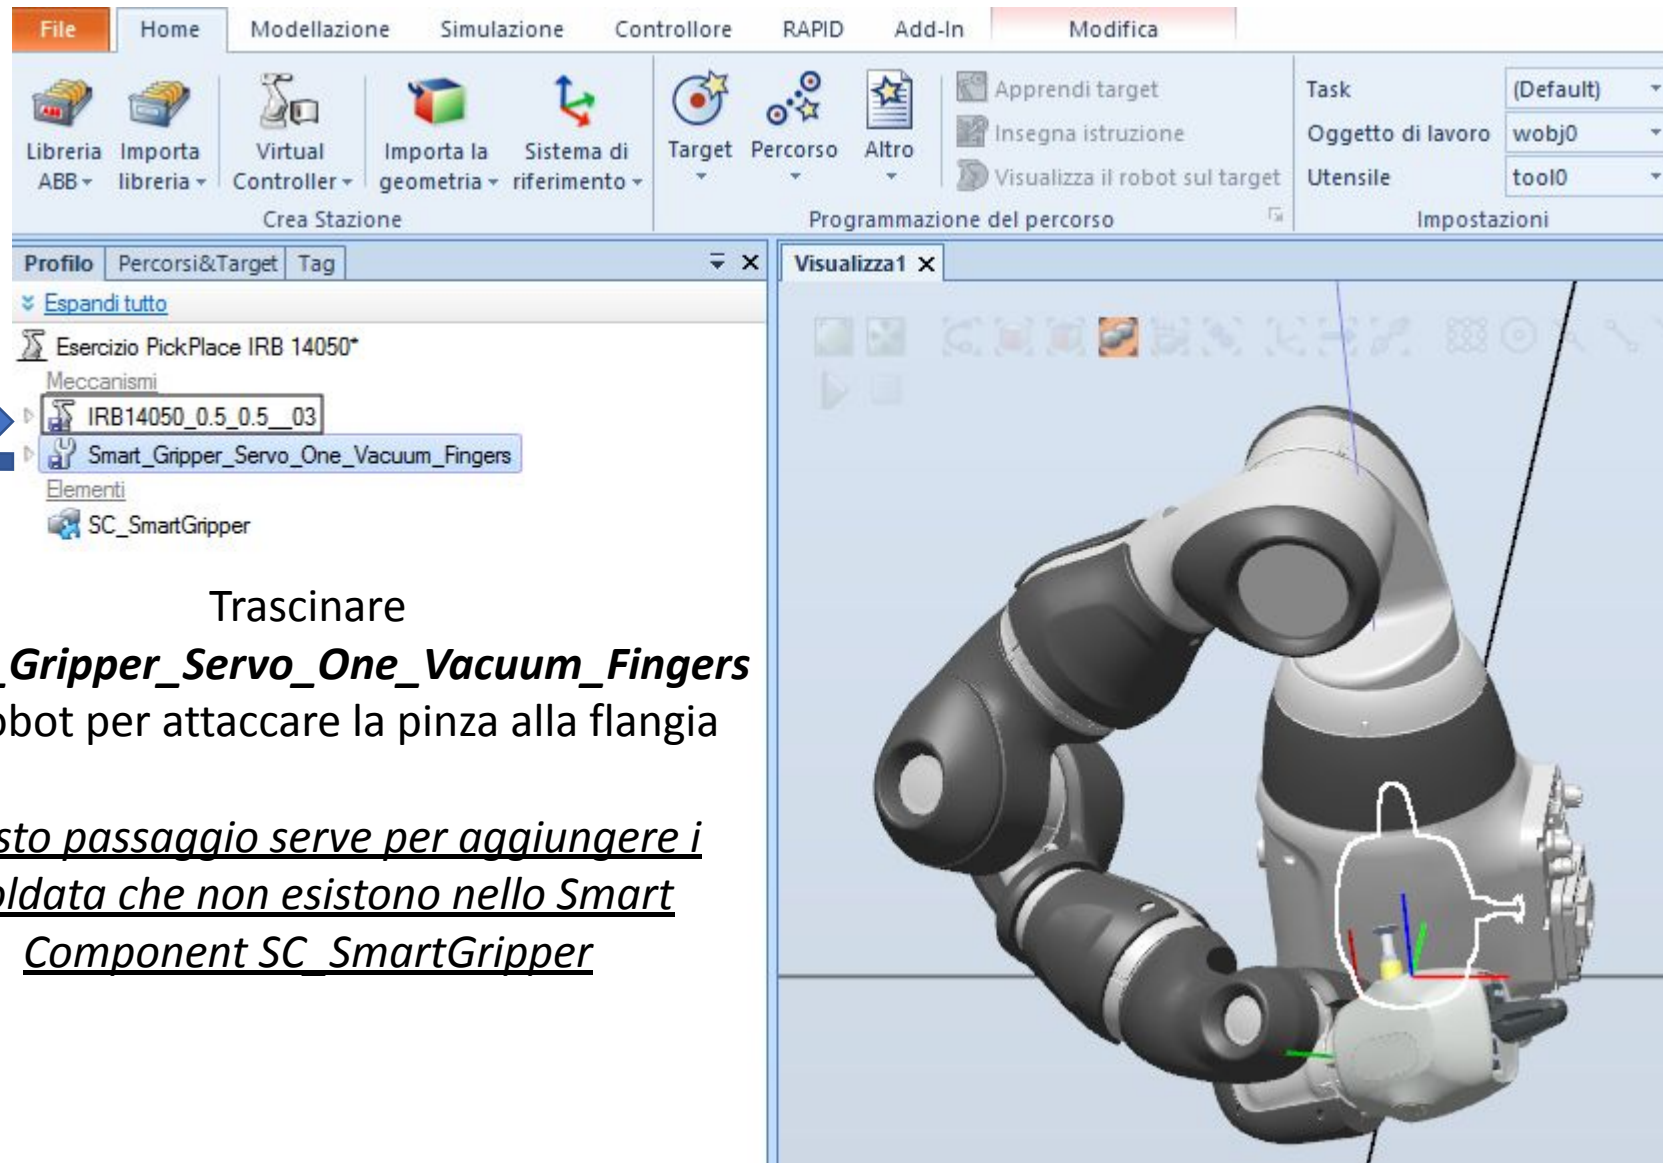 File Home Modellazione Simulazione Controllore RAPID Add-In Modifica
Libreria ABB
Importa libreria
Virtual Controller
Importa la geometria
Sistema di riferimento
Crea Stazione
Target
Percorso
Altro
Apprendi target
Insegna istruzione
Visualizza il robot sul target
Programmazione del percorso
Task (Default)
Oggetto di lavoro wobj0
Utensile tool0
Impostazioni
Profilo Percorsi&Target Tag
Visualizza1
Espandi tutto
Esercizio PickPlace IRB 14050*
Meccanismi
IRB14050_0.5_0.5__03
Smart_Gripper_Servo_One_Vacuum_Fingers
Elementi
SC_SmartGripper
Trascinare
_Gripper_Servo_One_Vacuum_Fingers
obot per attaccare la pinza alla flangia
sto passaggio serve per aggiungere i
oldata che non esistono nello Smart
Component SC_SmartGripper